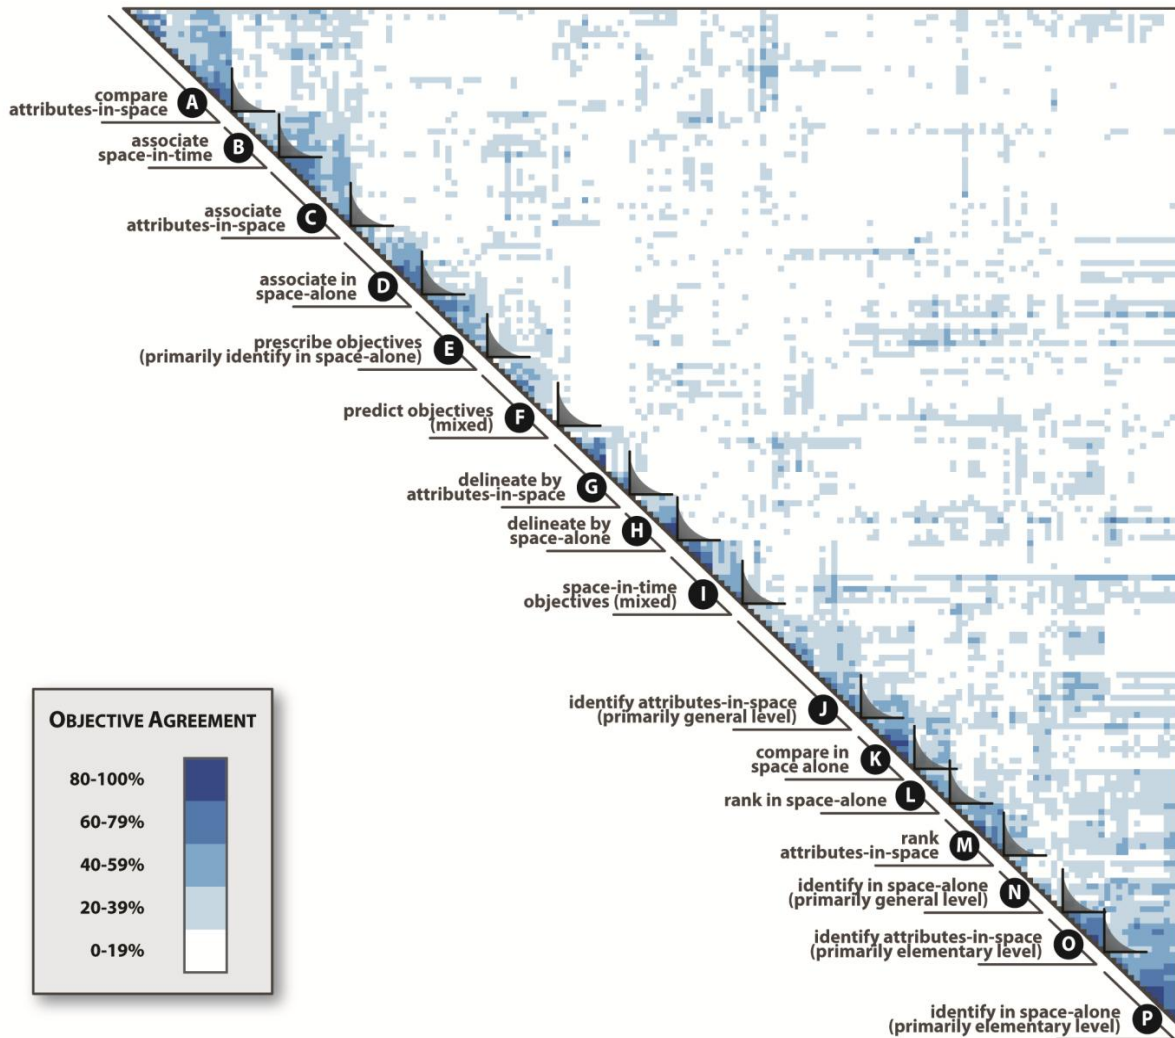 compare
attributes-in-space
A
associate
space-in-time
B
associate
attributes-in-space
C
associate in
space-alone
D
prescribe objectives
(primarily identify in space-alone)
E
predict objectives
(mixed)
F
delineate by
attributes-in-space
G
delineate by
space-alone
H
space-in-time
objectives (mixed)
I
identify attributes-in-space
(primarily general level)
J
compare in
space alone
K
rank in space-alone
L
rank
attributes-in-space
M
identify in space-alone
(primarily general level)
N
identify attributes-in-space
(primarily elementary level)
O
identify in space-alone
(primarily elementary level)
P
OBJECTIVE AGREEMENT
80-100%
60-79%
40-59%
20-39%
0-19%